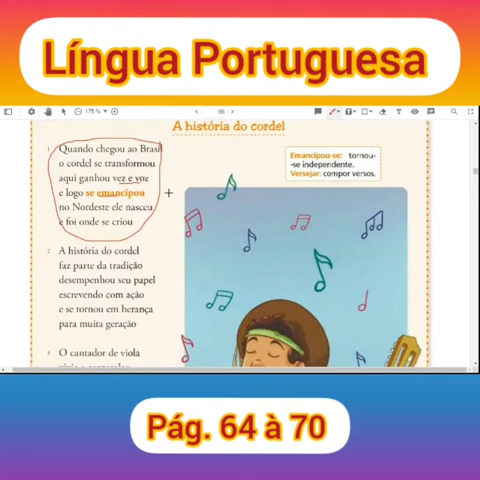 Língua Portuguesa
175 %
66
A história do cordel
1 Quando chegou ao Brasil
o cordel se transformou
aqui ganhou vez e voz
e logo se emancipou
no Nordeste ele nasceu
e foi onde se criou
Emancipou-se: tornou-
-se independente.
Versejar: compor versos.
2 A história do cordel
faz parte da tradição
desempenhou seu papel
escrevendo com ação
e se tornou em herança
para muita geração
3 O cantador de viola
Pág. 64 à 70